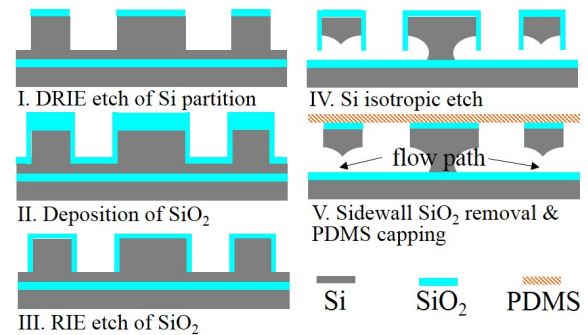 I. DRIE etch of Si partition
II. Deposition of SiO₂
III. RIE etch of SiO₂
IV. Si isotropic etch
flow path
V. Sidewall SiO₂ removal &
PDMS capping
Si SiO₂ PDMS